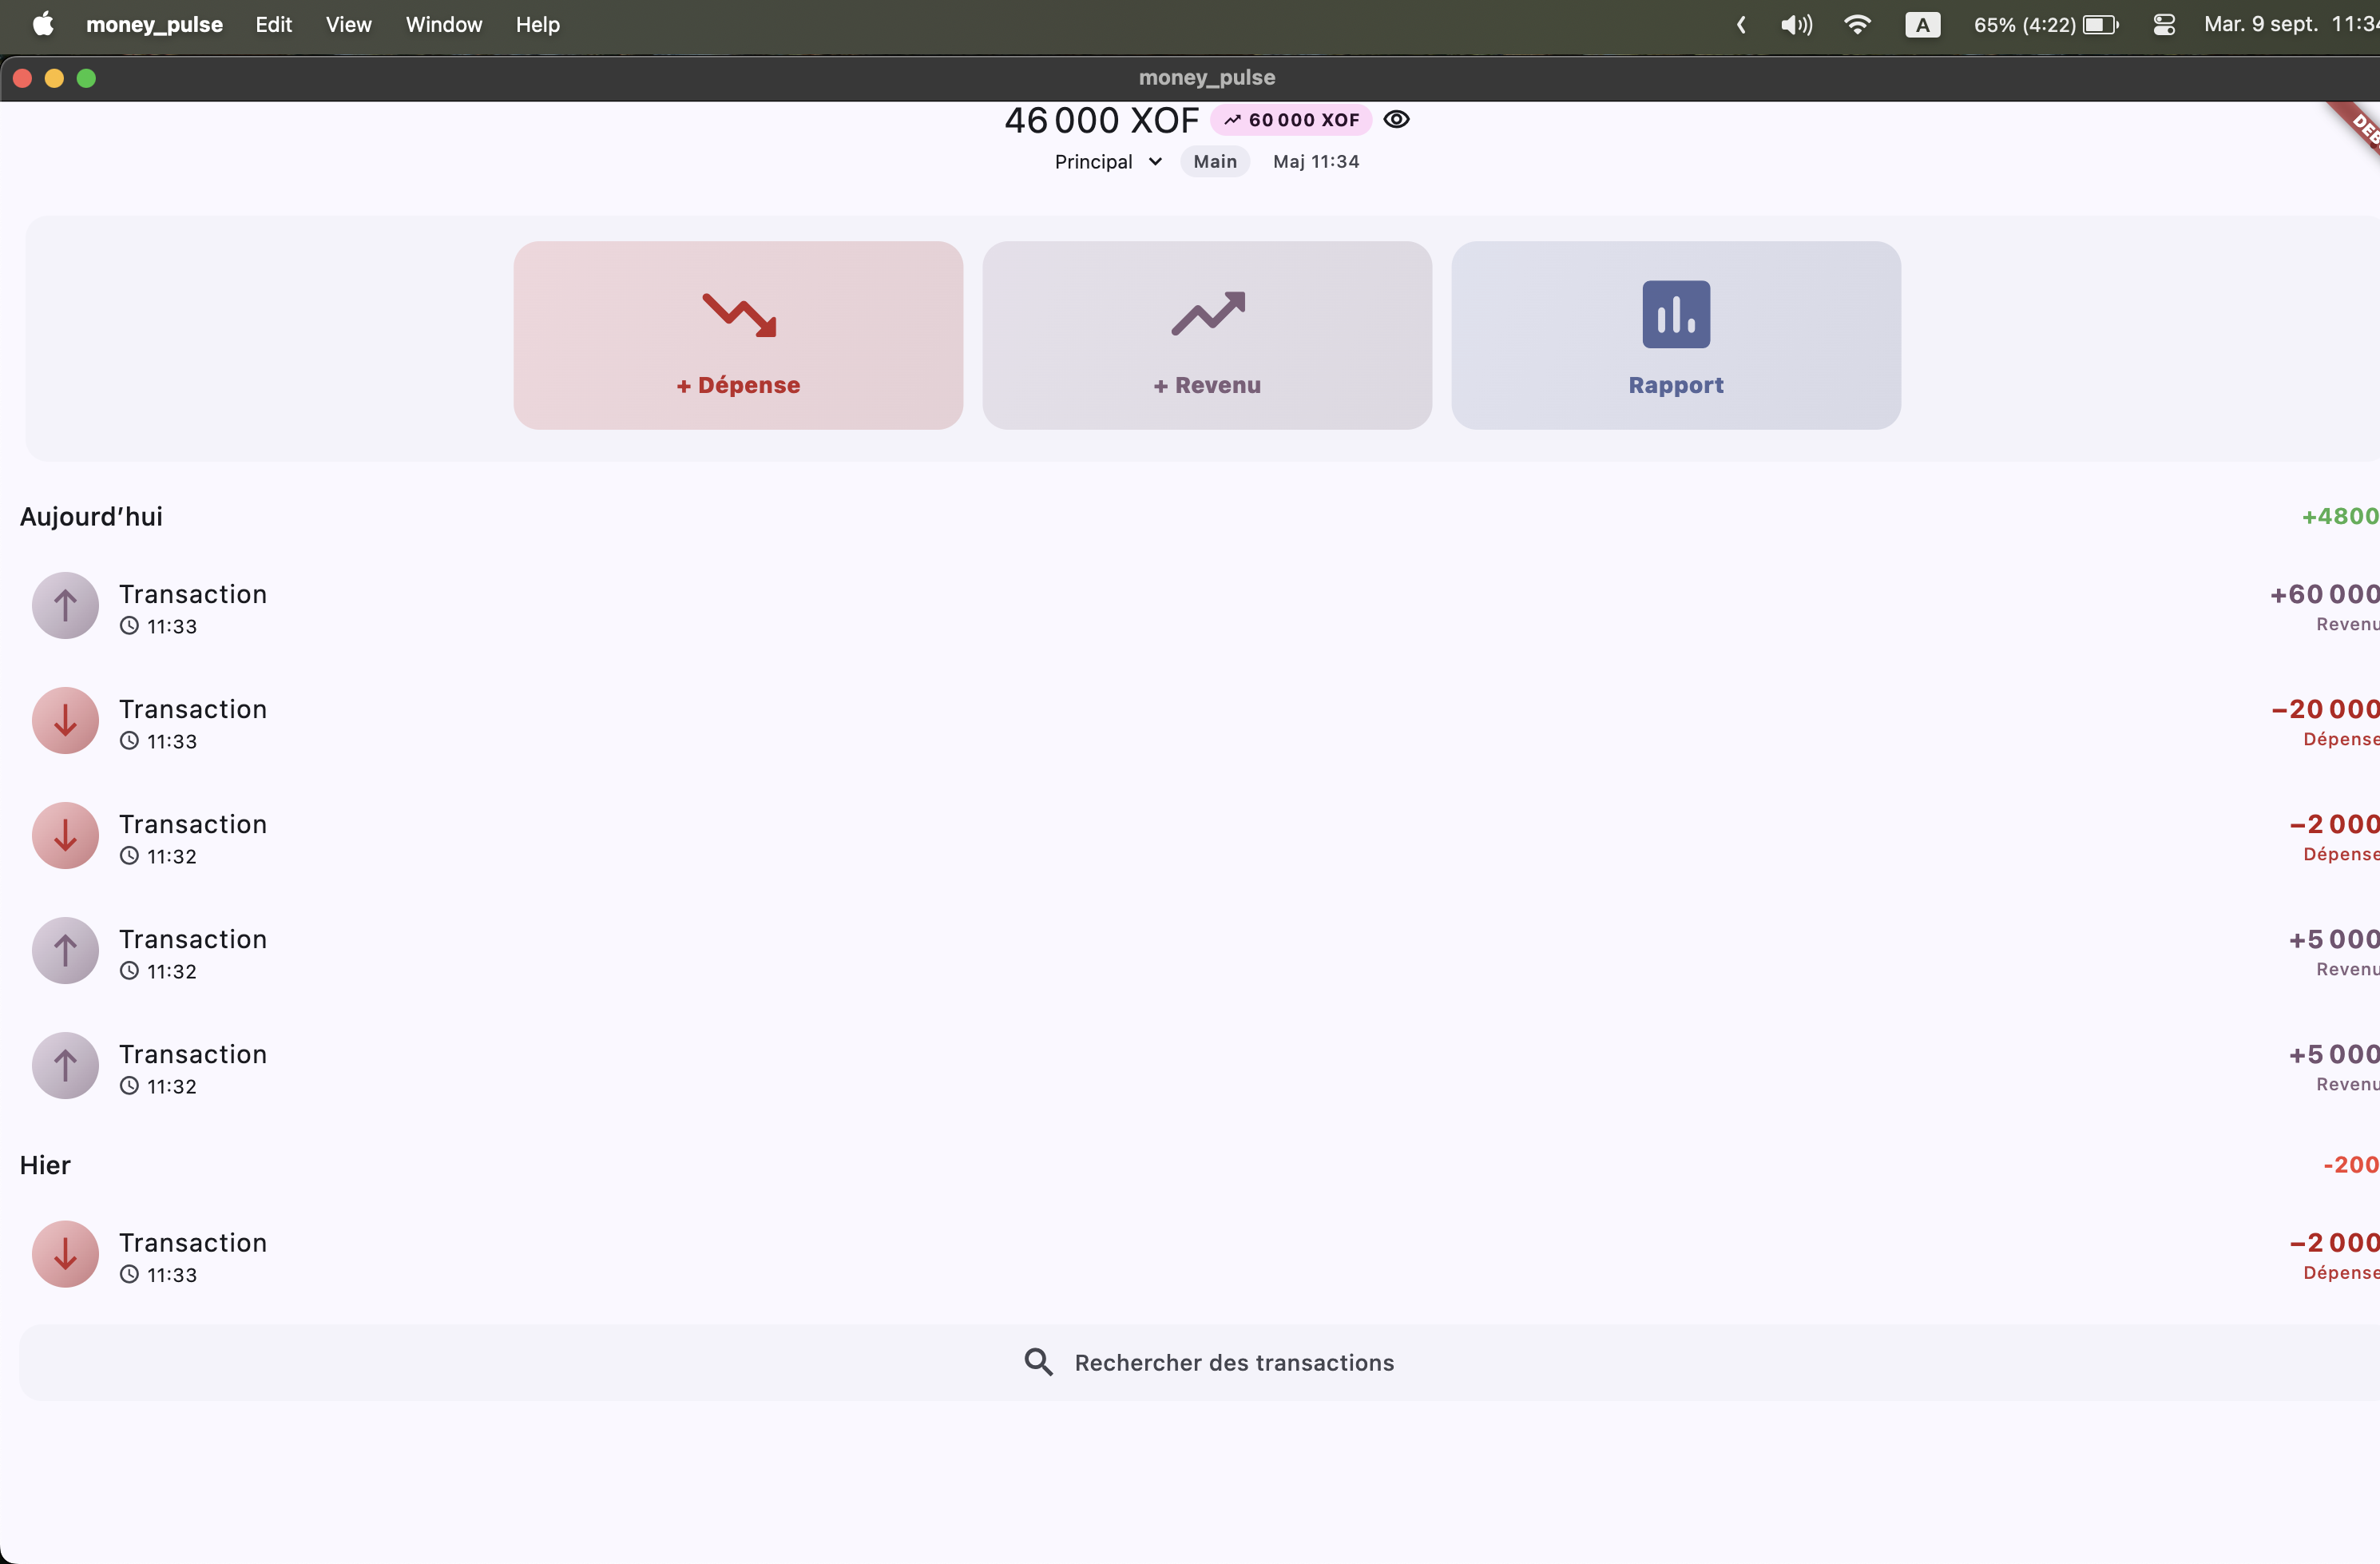 money_pulse Edit View Window Help A 65% (4:22) Mar. 9 sept. 11:34
money_pulse
46 000 XOF 60 000 XOF
DEB
Principal Main Maj 11:34
+ Dépense + Revenu Rapport
Aujourd’hui +4800
Transaction +60 000
11:33 Revenu
Transaction −20 000
11:33 Dépense
Transaction −2 000
11:32 Dépense
Transaction +5 000
11:32 Revenu
Transaction +5 000
11:32 Revenu
Hier -200
Transaction −2 000
11:33 Dépense
Rechercher des transactions